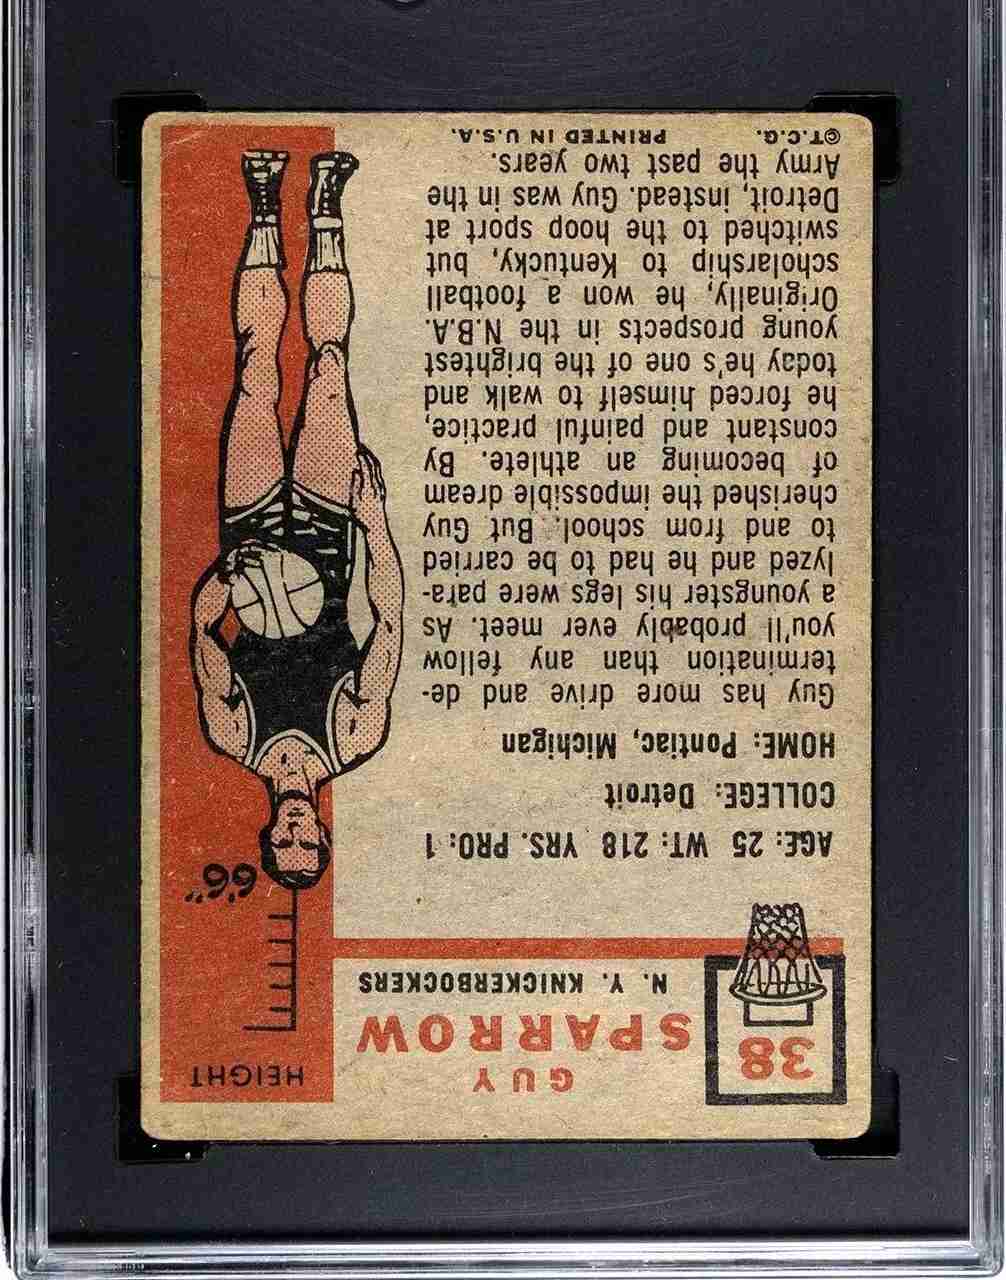 38
GUY
SPARROW
N. Y. KNICKERBOCKERS
HEIGHT
6'6"
AGE: 25 WT: 218 YRS. PRO: 1
COLLEGE: Detroit
HOME: Pontiac, Michigan
Guy has more drive and de-
termination than any fellow
you'll probably ever meet. As
a youngster his legs were para-
lyzed and he had to be carried
to and from school. But Guy
cherished the impossible dream
of becoming an athlete. By
constant and painful practice,
he forced himself to walk and
today he's one of the brightest
young prospects in the N.B.A.
Originally, he won a football
scholarship to Kentucky, but
switched to the hoop sport at
Detroit, instead. Guy was in the
Army the past two years.
©T.C.G. PRINTED IN U.S.A.